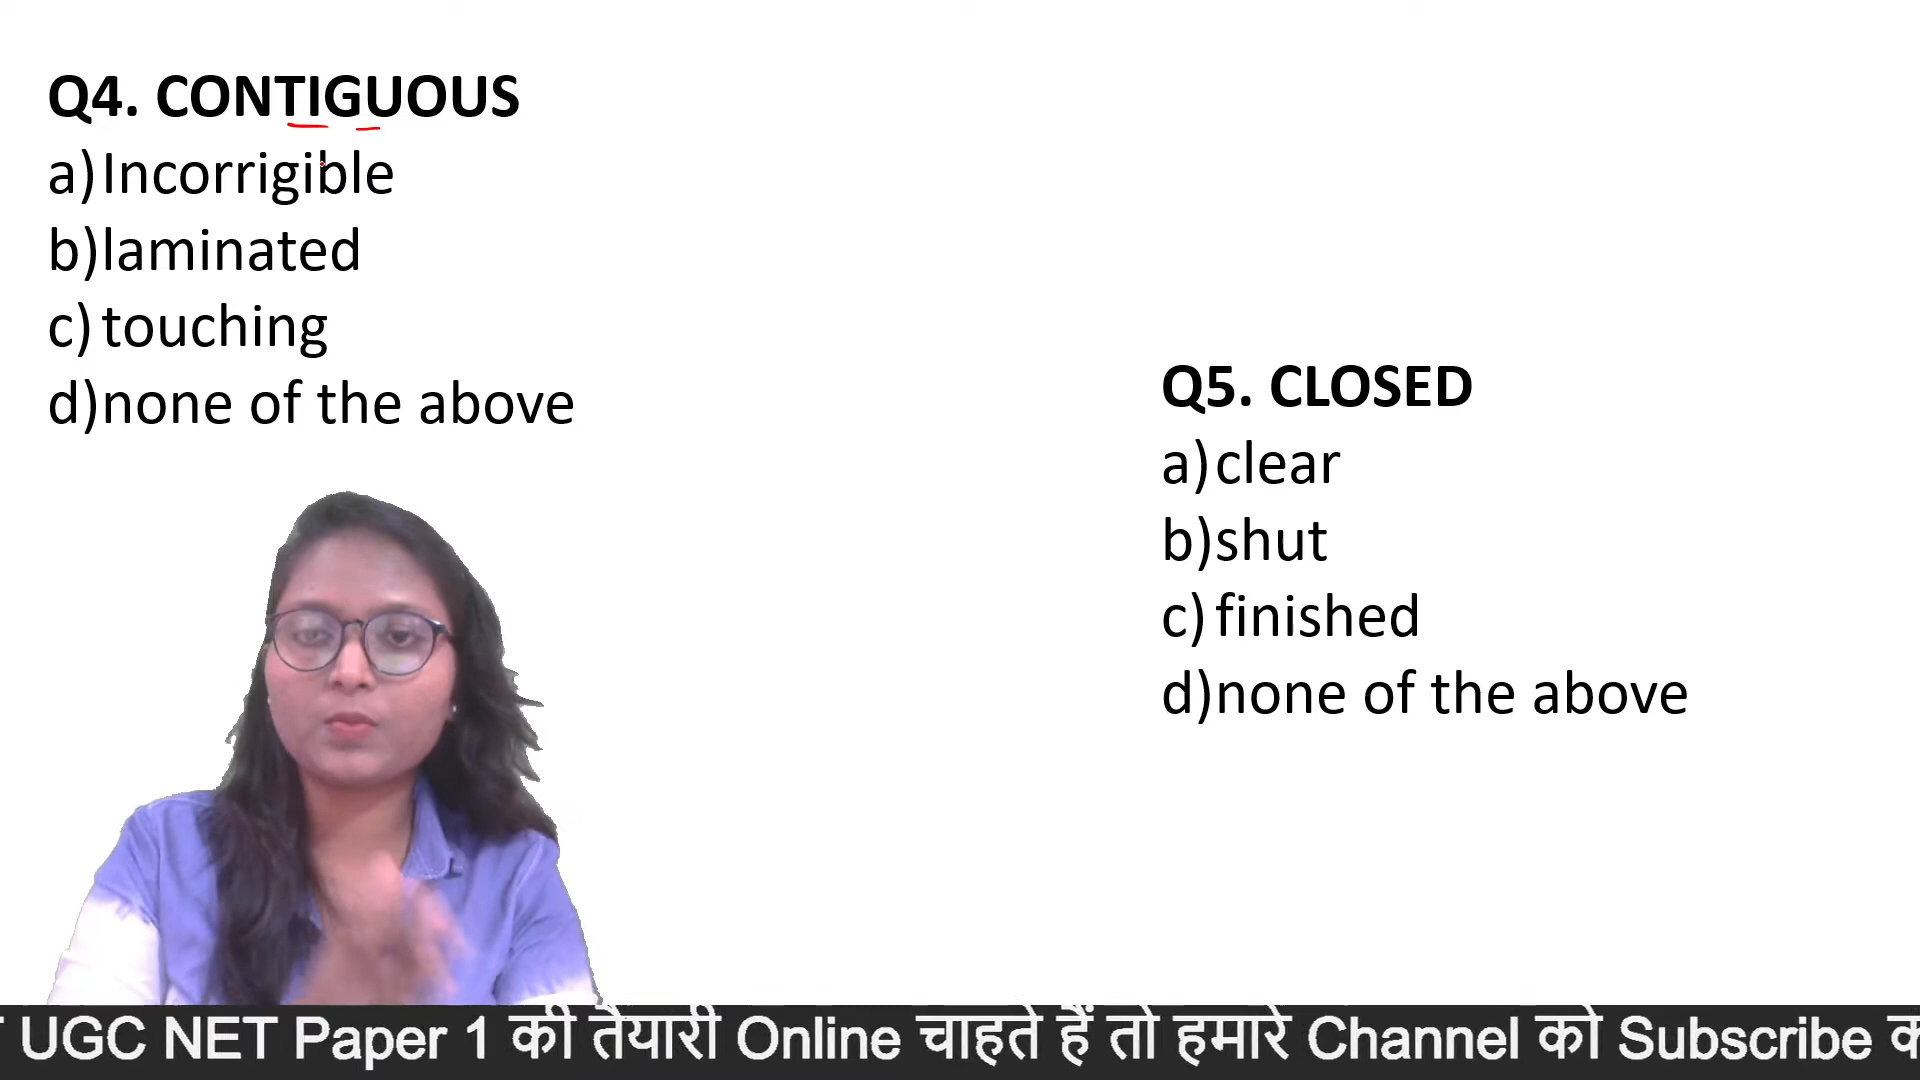 Q4. CONTIGUOUS
a) Incorrigible
b) laminated
c) touching
d) none of the above
Q5. CLOSED
a) clear
b) shut
c) finished
d) none of the above
UGC NET Paper 1 की तैयारी Online चाहते हैं तो हमारे Channel को Subscribe